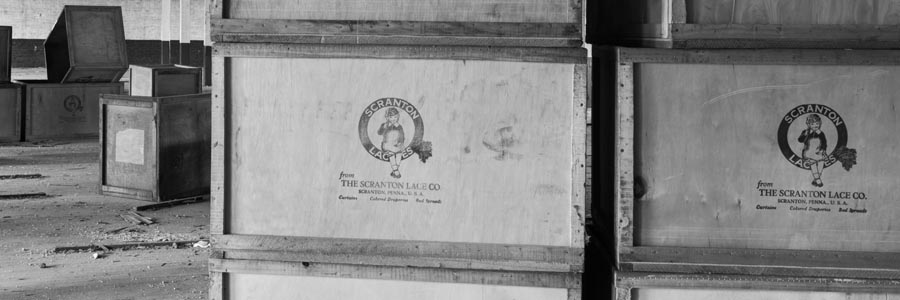 SCRANTON
LACES
from
THE SCRANTON LACE CO.
SCRANTON, PENNA., U. S. A.
Curtains Colored Draperies Bed Spreads
SCRANTON
LACES
from
THE SCRANTON LACE CO.
SCRANTON, PENNA., U. S. A.
Curtains Colored Draperies Bed Spreads